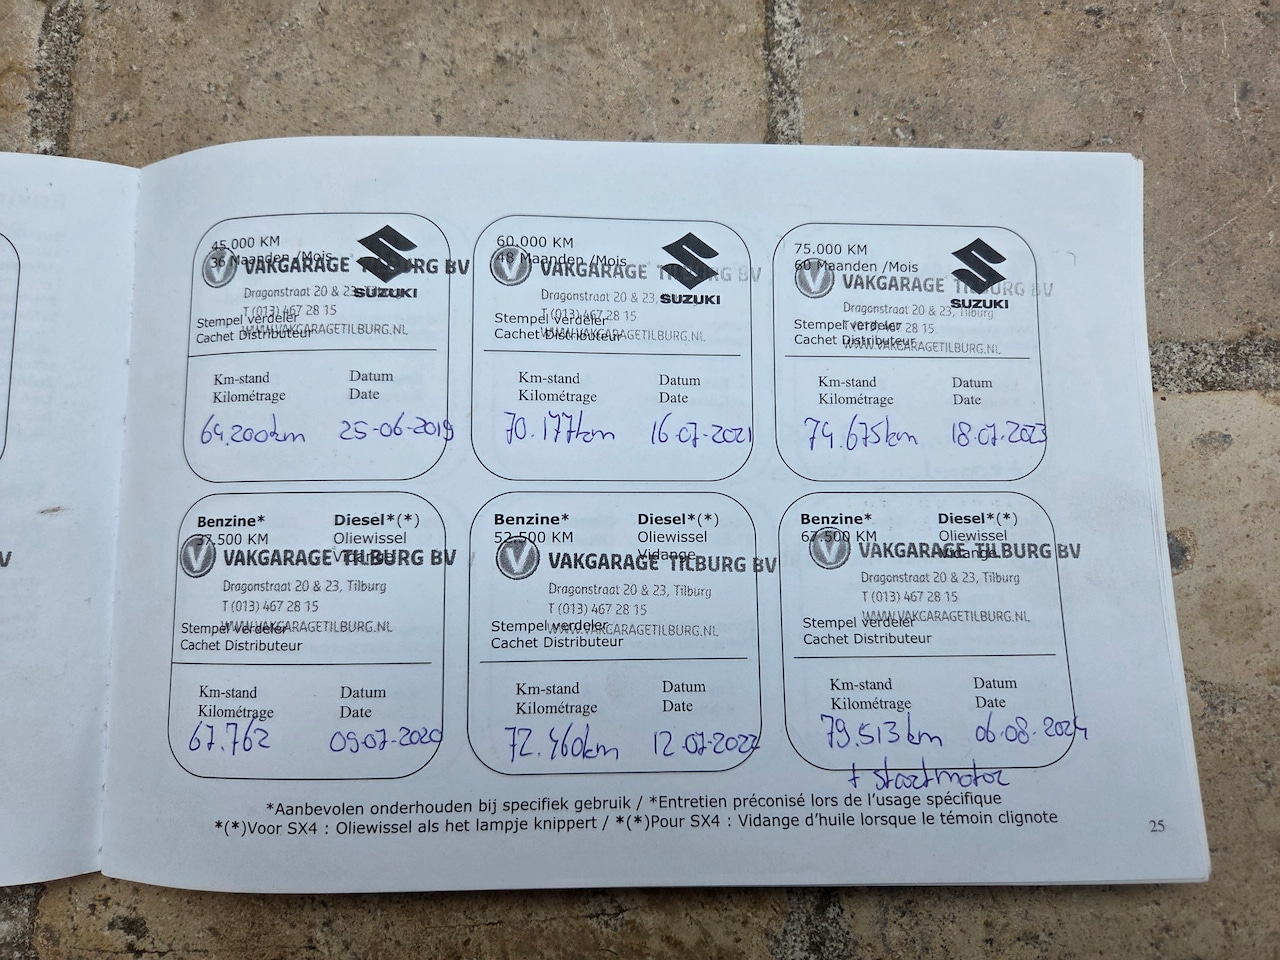 45.000 KM
36 Maanden /Mois
VAKGARAGE TILBURG BV
Dragonstraat 20 & 23, Tilburg
SUZUKI
T (013) 467 28 15
Stempel verdeler
WWW.VAKGARAGETILBURG.NL
Cachet Distributeur
Km-stand Datum
Kilométrage Date
64.200km 25-06-2019
60.000 KM
48 Maanden /Mois
VAKGARAGE TILBURG BV
Dragonstraat 20 & 23,
SUZUKI
T (013) 467 28 15
Stempel verdeler
WWW.VAKGARAGETILBURG.NL
Cachet Distributeur
Km-stand Datum
Kilométrage Date
70.177km 16-07-2021
75.000 KM
60 Maanden /Mois
VAKGARAGE TILBURG BV
SUZUKI
Dragonstraat 20 & 23, Tilburg
Stempel verdeler
T (013) 467 28 15
Cachet Distributeur
WWW.VAKGARAGETILBURG.NL
Km-stand Datum
Kilométrage Date
74.675km 18-07-2023
Benzine* Diesel*(*)
37.500 KM Oliewissel
Vidange
VAKGARAGE TILBURG BV
Dragonstraat 20 & 23, Tilburg
T (013) 467 28 15
Stempel verdeler
WWW.VAKGARAGETILBURG.NL
Cachet Distributeur
Km-stand Datum
Kilométrage Date
67.762 09-07-2020
Benzine* Diesel*(*)
52.500 KM Oliewissel
Vidange
VAKGARAGE TILBURG BV
Dragonstraat 20 & 23, Tilburg
T (013) 467 28 15
Stempel verdeler
WWW.VAKGARAGETILBURG.NL
Cachet Distributeur
Km-stand Datum
Kilométrage Date
72.460km 12-07-2022
Benzine* Diesel*(*)
67.500 KM Oliewissel
Vidange
VAKGARAGE TILBURG BV
Dragonstraat 20 & 23, Tilburg
T (013) 467 28 15
WWW.VAKGARAGETILBURG.NL
Stempel verdeler
Cachet Distributeur
Km-stand Datum
Kilométrage Date
79.513km 06-08-2024
+ startmotor
*Aanbevolen onderhouden bij specifiek gebruik / *Entretien préconisé lors de l'usage spécifique
*(*)Voor SX4 : Oliewissel als het lampje knippert / *(*)Pour SX4 : Vidange d'huile lorsque le témoin clignote
25